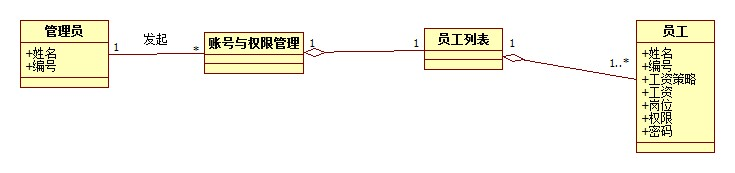 管理员
+姓名
+编号
1
发起
*
账号与权限管理
1
1
员工列表
1
1..*
员工
+姓名
+编号
+工资策略
+工资
+岗位
+权限
+密码